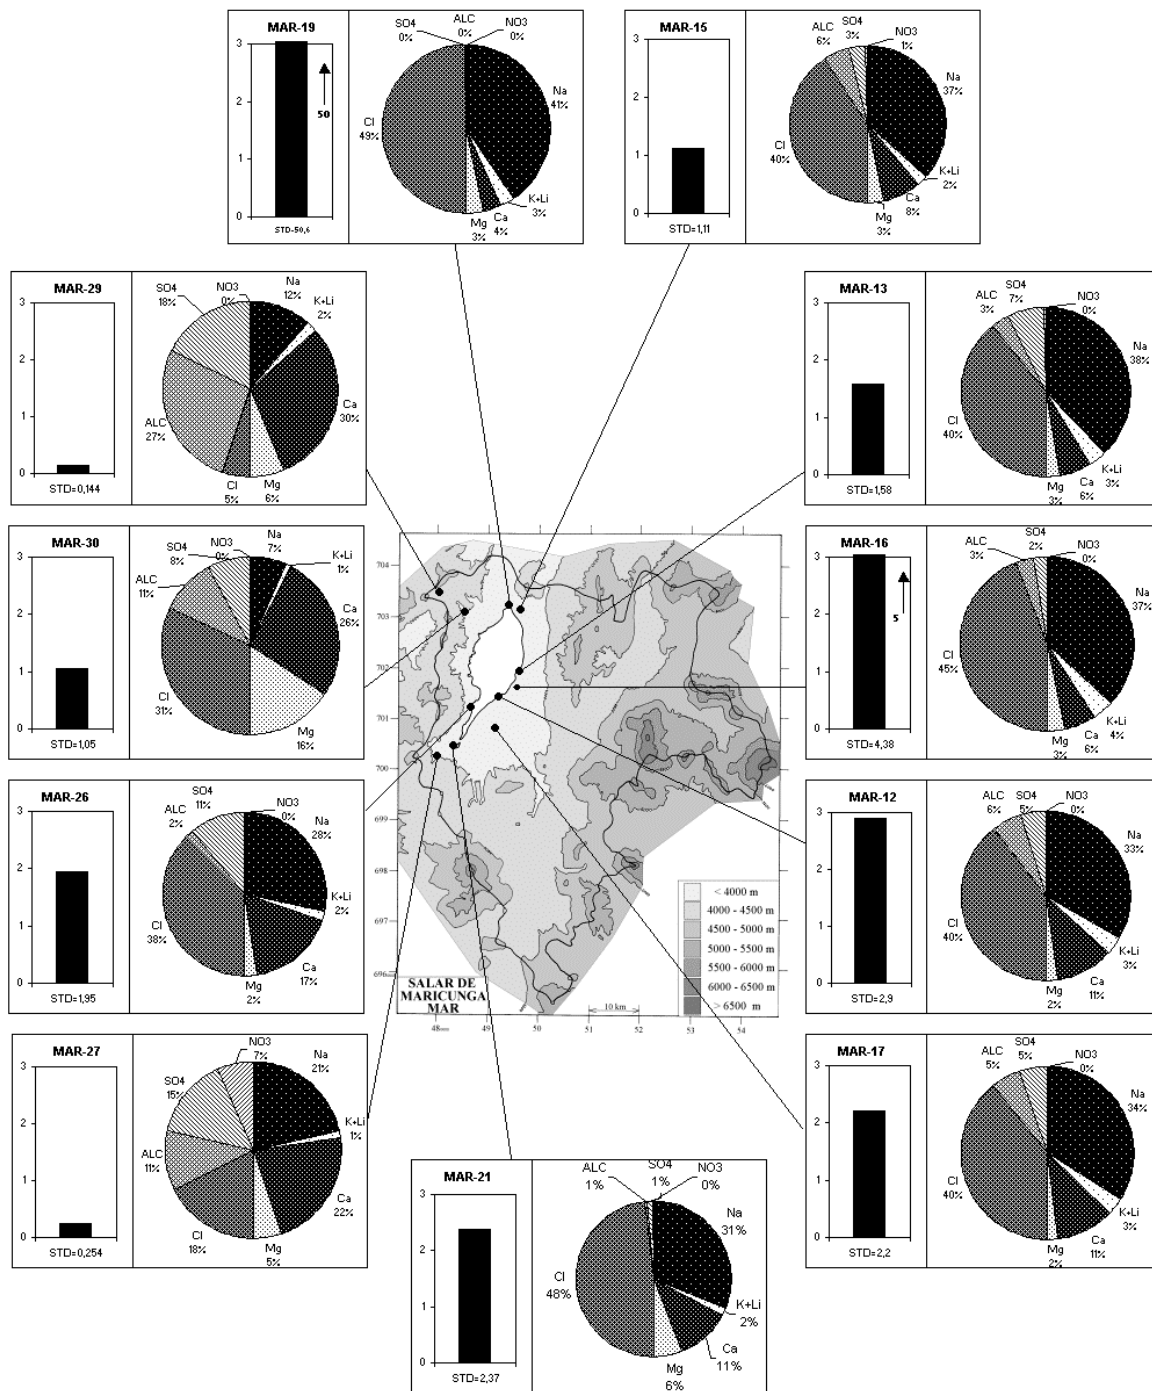 MAR-19
3
2
1
0
50
STD-50,6
SO4
0%
ALC
0%
NO3
0%
Na
41%
K+Li
3%
Ca
4%
Mg
3%
Cl
49%
MAR-15
3
2
1
0
STD=1,11
ALC
6%
SO4
3%
NO3
1%
Na
37%
K+Li
2%
Ca
8%
Mg
3%
Cl
40%
MAR-29
3
2
1
0
STD=0,144
SO4
18%
NO3
0%
Na
12%
K+Li
2%
Ca
30%
Mg
6%
Cl
5%
ALC
27%
MAR-13
3
2
1
0
STD=1,58
ALC
3%
SO4
7%
NO3
0%
Na
38%
K+Li
3%
Ca
6%
Mg
3%
Cl
40%
MAR-30
3
2
1
0
STD=1,05
SO4
8%
NO3
0%
Na
7%
K+Li
1%
Ca
26%
Mg
16%
Cl
31%
ALC
11%
MAR-16
3
2
1
0
5
STD=4,38
ALC
3%
SO4
2%
NO3
0%
Na
37%
K+Li
4%
Ca
6%
Mg
3%
Cl
45%
MAR-26
3
2
1
0
STD=1,95
ALC
2%
SO4
11%
NO3
0%
Na
28%
K+Li
2%
Ca
17%
Mg
2%
Cl
38%
MAR-12
3
2
1
0
STD=2,9
ALC
6%
SO4
5%
NO3
0%
Na
33%
K+Li
3%
Ca
11%
Mg
2%
Cl
40%
MAR-27
3
2
1
0
STD=0,254
SO4
15%
NO3
7%
Na
21%
K+Li
1%
Ca
22%
Mg
5%
Cl
18%
ALC
11%
MAR-17
3
2
1
0
STD=2,2
ALC
5%
SO4
5%
NO3
0%
Na
34%
K+Li
3%
Ca
11%
Mg
2%
Cl
40%
MAR-21
3
2
1
0
STD=2,37
ALC
1%
SO4
1%
NO3
0%
Na
31%
K+Li
2%
Ca
11%
Mg
6%
Cl
48%
704
703
702
701
700
699
698
697
696
SALAR DE
MARICUNGA
MAR
< 4000 m
4000 - 4500 m
4500 - 5000 m
5000 - 5500 m
5500 - 6000 m
6000 - 6500 m
> 6500 m
10 km
48 49 50 51 52 53 54